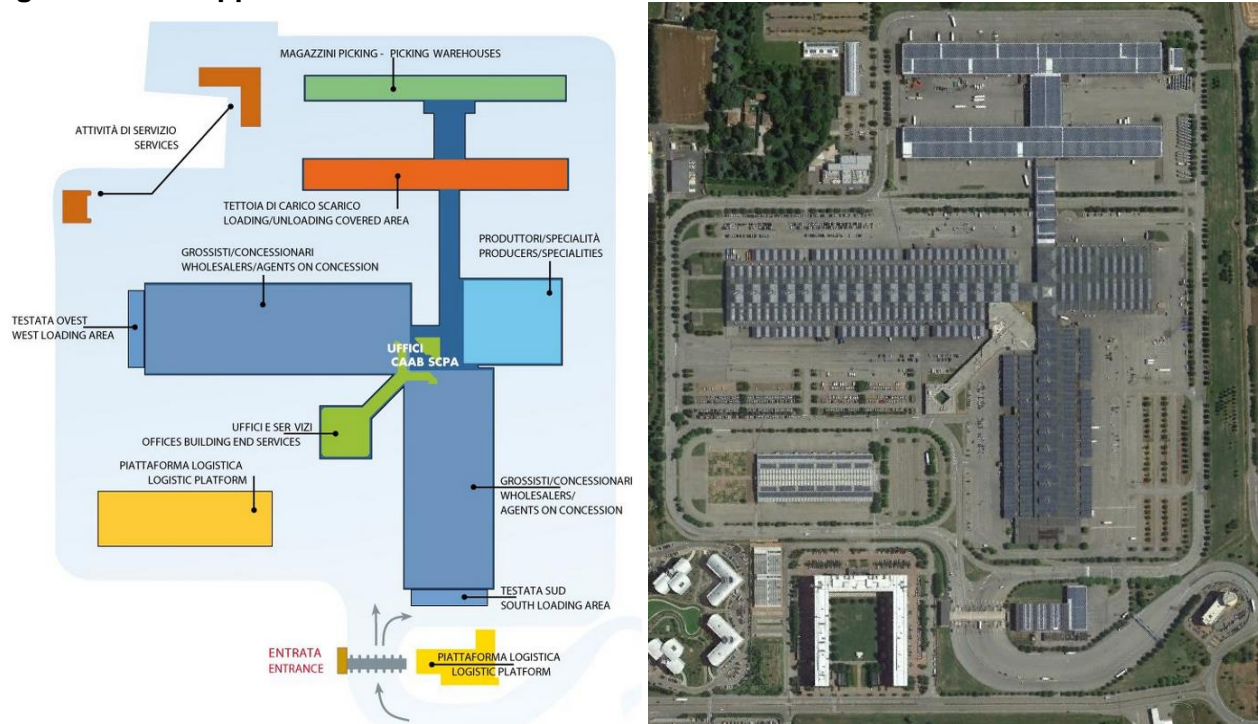 MAGAZZINI PICKING - PICKING WAREHOUSES
ATTIVITÀ DI SERVIZIO
SERVICES
TETTOIA DI CARICO SCARICO
LOADING/UNLOADING COVERED AREA
PRODUTTORI/SPECIALITÀ
PRODUCERS/SPECIALITIES
GROSSISTI/CONCESSIONARI
WHOLESALERS/AGENTS ON CONCESSION
TESTATA OVEST
WEST LOADING AREA
UFFICI
CAAB SCPA
UFFICI E SER VIZI
OFFICES BUILDING END SERVICES
PIATTAFORMA LOGISTICA
LOGISTIC PLATFORM
GROSSISTI/CONCESSIONARI
WHOLESALERS/
AGENTS ON CONCESSION
TESTATA SUD
SOUTH LOADING AREA
ENTRATA
ENTRANCE
PIATTAFORMA LOGISTICA
LOGISTIC PLATFORM